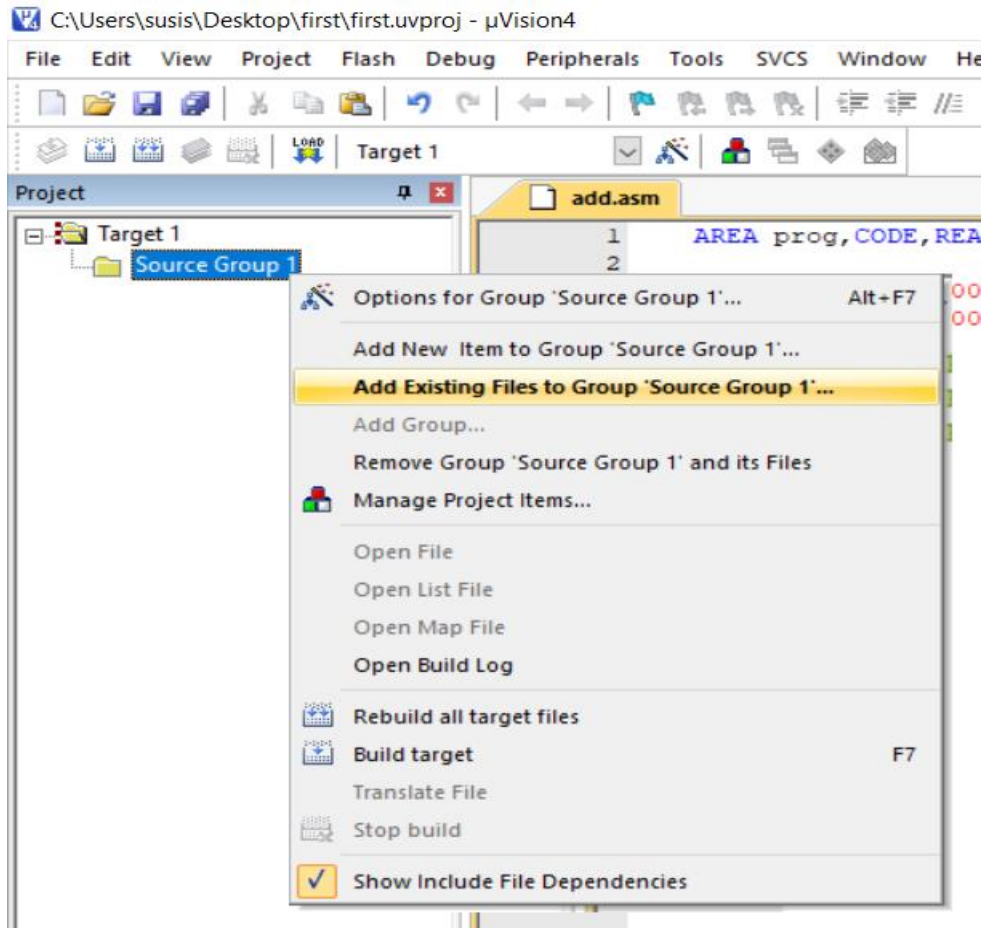 C:\Users\susis\Desktop\first\first.uvproj - µVision4
File Edit View Project Flash Debug Peripherals Tools SVCS Window He
LOAD Target 1
Project
add.asm
Target 1
Source Group 1
1 AREA prog,CODE,REA
2
Options for Group 'Source Group 1'... Alt+F7
00
00
Add New Item to Group 'Source Group 1'...
Add Existing Files to Group 'Source Group 1'...
Add Group...
Remove Group 'Source Group 1' and its Files
Manage Project Items...
Open File
Open List File
Open Map File
Open Build Log
Rebuild all target files
Build target F7
Translate File
Stop build
Show Include File Dependencies